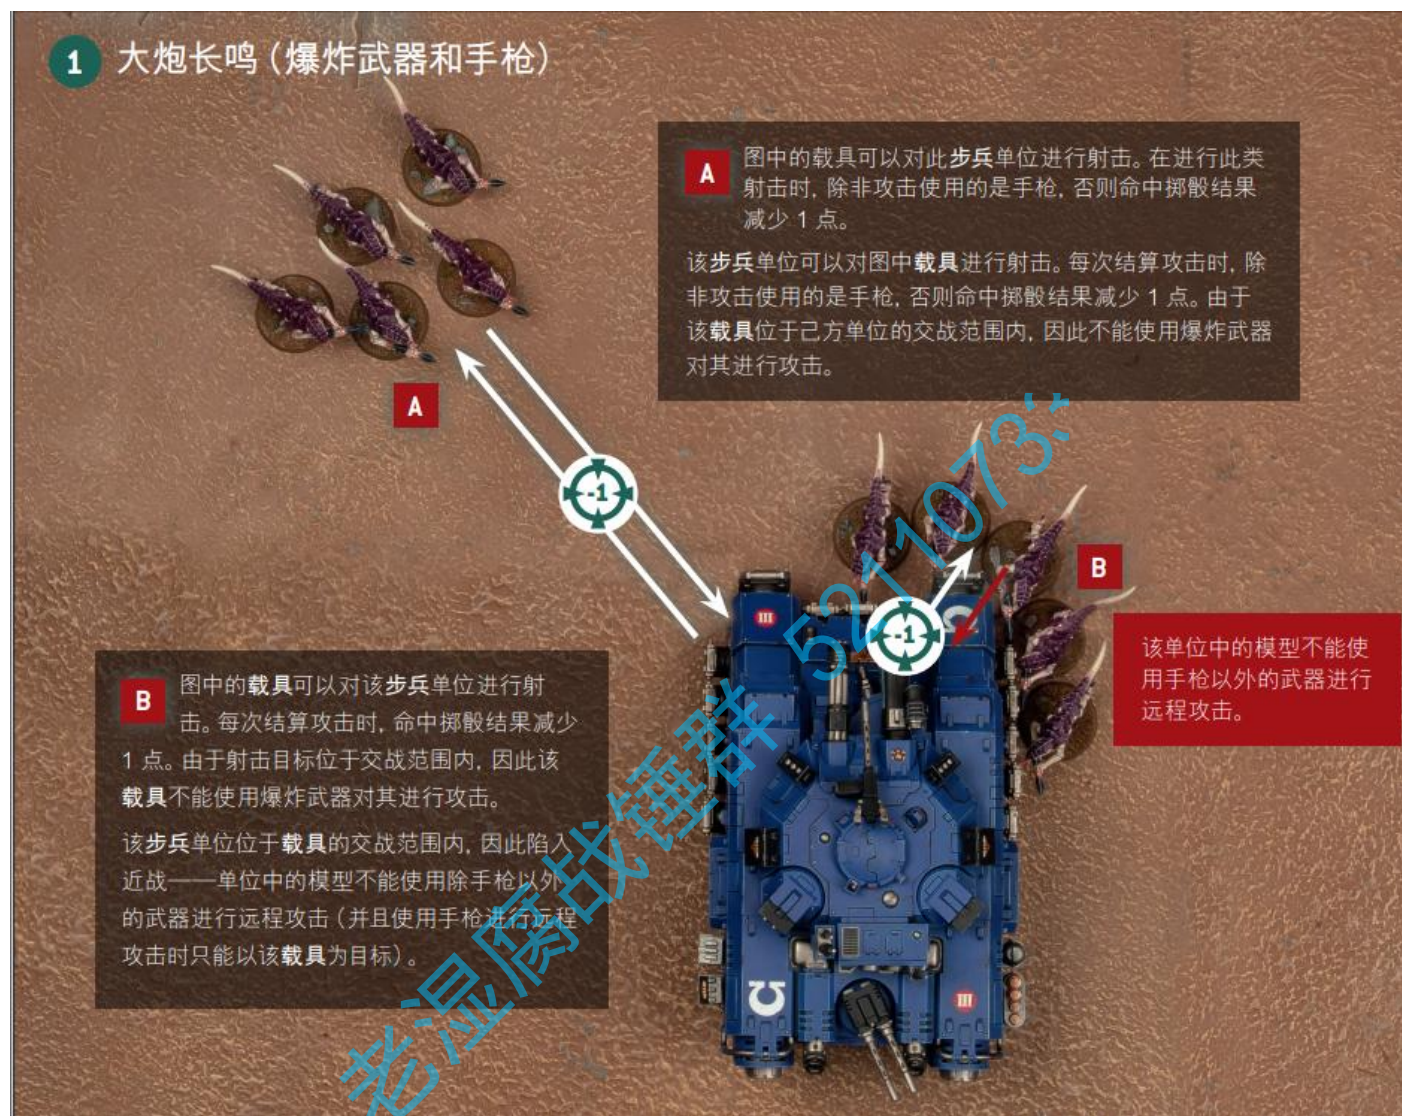 1 大炮长鸣（爆炸武器和手枪）
A 图中的载具可以对此步兵单位进行射击。在进行此类
射击时，除非攻击使用的是手枪，否则命中掷骰结果
减少 1 点。
该步兵单位可以对图中载具进行射击。每次结算攻击时，除
非攻击使用的是手枪，否则命中掷骰结果减少 1 点。由于
该载具位于己方单位的交战范围内，因此不能使用爆炸武器
对其进行攻击。
A
-1
B
-1
III
该单位中的模型不能使
用手枪以外的武器进行
远程攻击。
B 图中的载具可以对该步兵单位进行射
击。每次结算攻击时，命中掷骰结果减少
1 点。由于射击目标位于交战范围内，因此该
载具不能使用爆炸武器对其进行攻击。
该步兵单位位于载具的交战范围内，因此陷入
近战——单位中的模型不能使用除手枪以外
的武器进行远程攻击（并且使用手枪进行远程
攻击时只能以该载具为目标）。
III
老湿腐战锤群 5211073